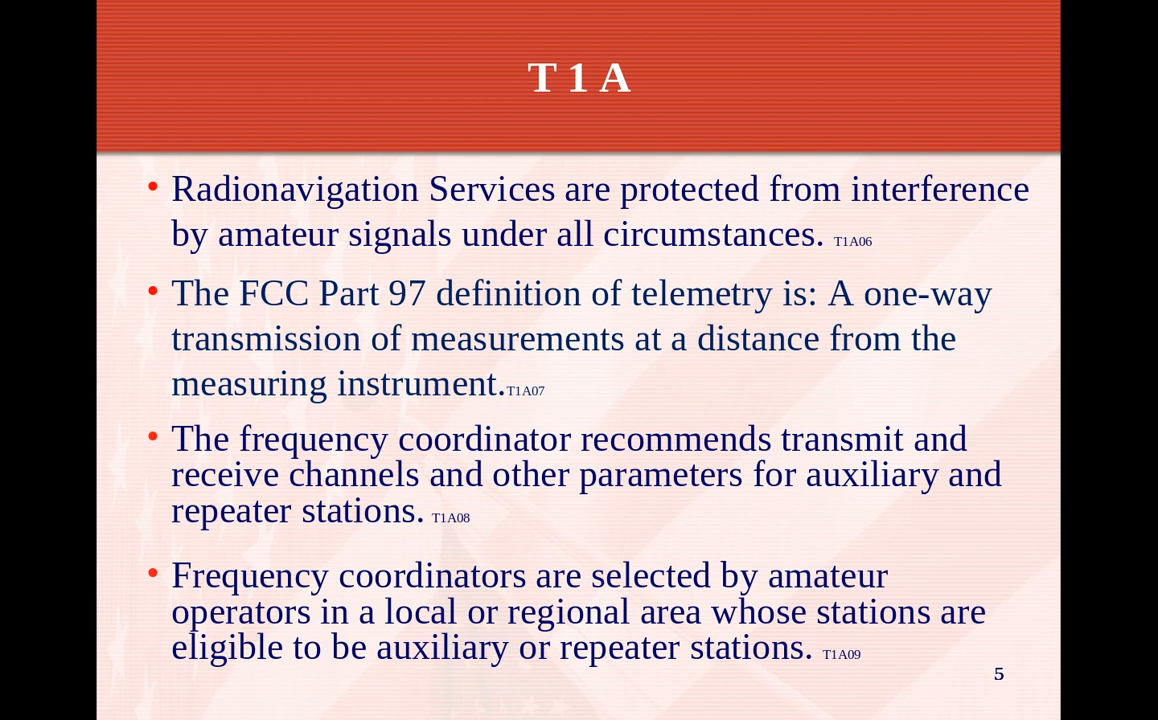 T 1 A
• Radionavigation Services are protected from interference
by amateur signals under all circumstances. T1A06
• The FCC Part 97 definition of telemetry is: A one-way
transmission of measurements at a distance from the
measuring instrument.T1A07
• The frequency coordinator recommends transmit and
receive channels and other parameters for auxiliary and
repeater stations. T1A08
• Frequency coordinators are selected by amateur
operators in a local or regional area whose stations are
eligible to be auxiliary or repeater stations. T1A09
5